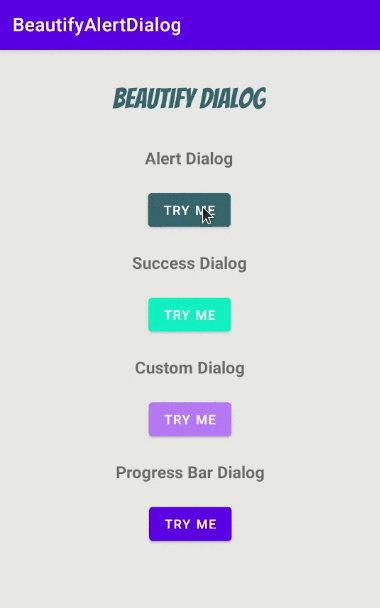 BeautifyAlertDialog
BEAUTIFY DIALOG
Alert Dialog
TRY ME
Success Dialog
TRY ME
Custom Dialog
TRY ME
Progress Bar Dialog
TRY ME